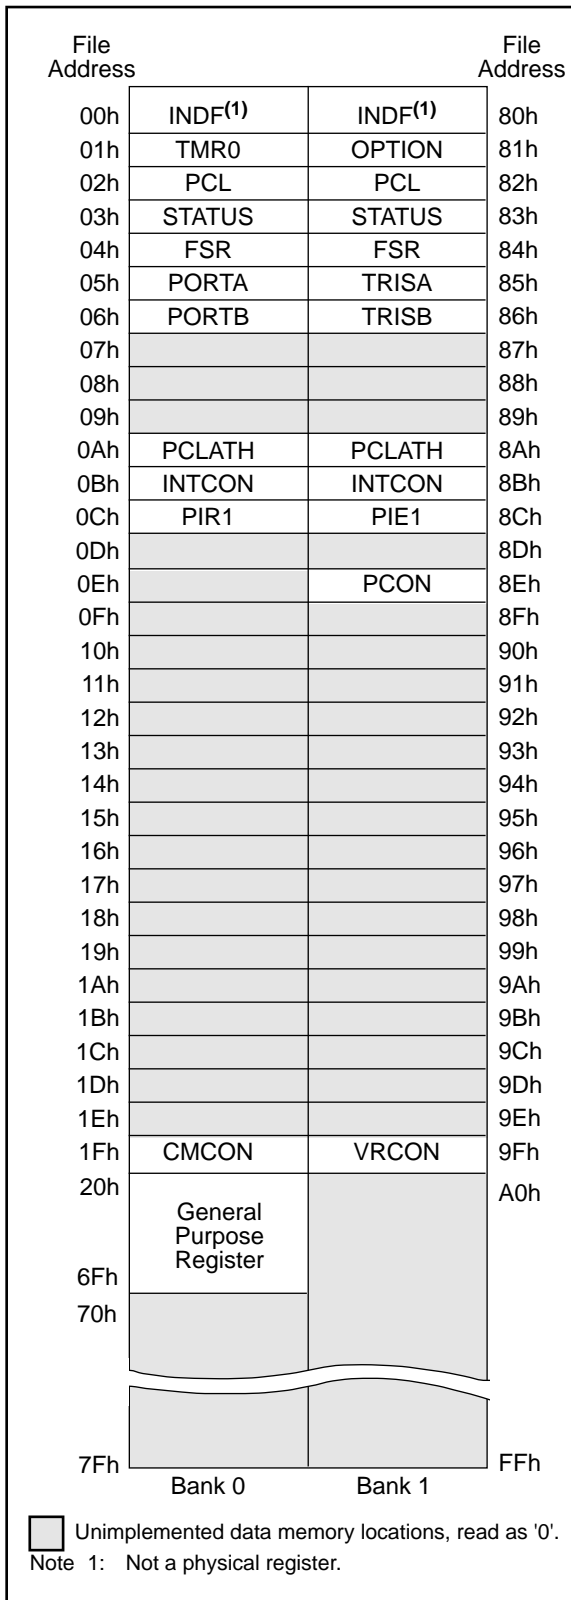 File Address File Address
00h INDF(1) INDF(1) 80h
01h TMR0 OPTION 81h
02h PCL PCL 82h
03h STATUS STATUS 83h
04h FSR FSR 84h
05h PORTA TRISA 85h
06h PORTB TRISB 86h
07h 87h
08h 88h
09h 89h
0Ah PCLATH PCLATH 8Ah
0Bh INTCON INTCON 8Bh
0Ch PIR1 PIE1 8Ch
0Dh 8Dh
0Eh PCON 8Eh
0Fh 8Fh
10h 90h
11h 91h
12h 92h
13h 93h
14h 94h
15h 95h
16h 96h
17h 97h
18h 98h
19h 99h
1Ah 9Ah
1Bh 9Bh
1Ch 9Ch
1Dh 9Dh
1Eh 9Eh
1Fh CMCON VRCON 9Fh
20h A0h
General
Purpose
Register
6Fh
70h
7Fh FFh
Bank 0 Bank 1
Unimplemented data memory locations, read as '0'.
Note 1: Not a physical register.